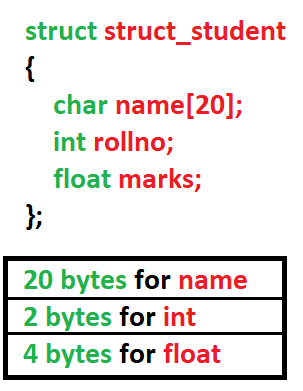 struct struct_student
{
char name[20];
int rollno;
float marks;
};
20 bytes for name
2 bytes for int
4 bytes for float